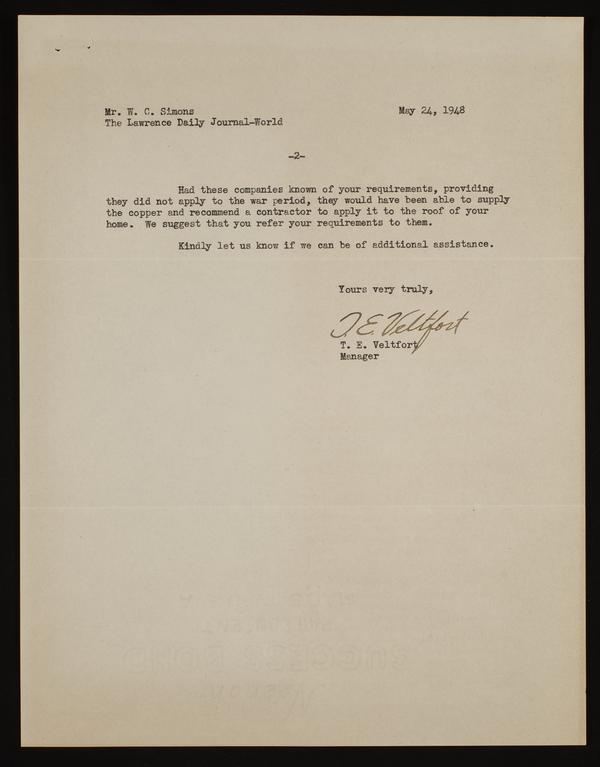 Mr. W. C. Simons
May 24, 1948
The Lawrence Daily Journal-World
-2-
Had these companies known of your requirements, providing
they did not apply to the war period, they would have been able to supply
the copper and recommend a contractor to apply it to the roof of your
home. We suggest that you refer your requirements to them.
Kindly let us know if we can be of additional assistance.
Yours very truly,
T. E. Veltfort
T. E. Veltfort
Manager